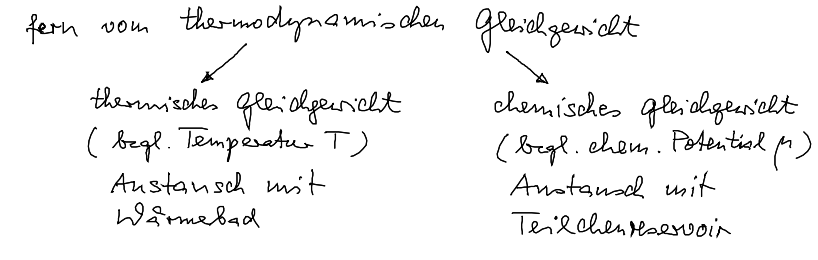 fern vom thermodynamischen Gleichgewicht
thermisches Gleichgewicht
(bzgl. Temperatur T)
Austausch mit
Wärmebad
chemisches Gleichgewicht
(bzgl. chem. Potential μ)
Austausch mit
Teilchenreservoir